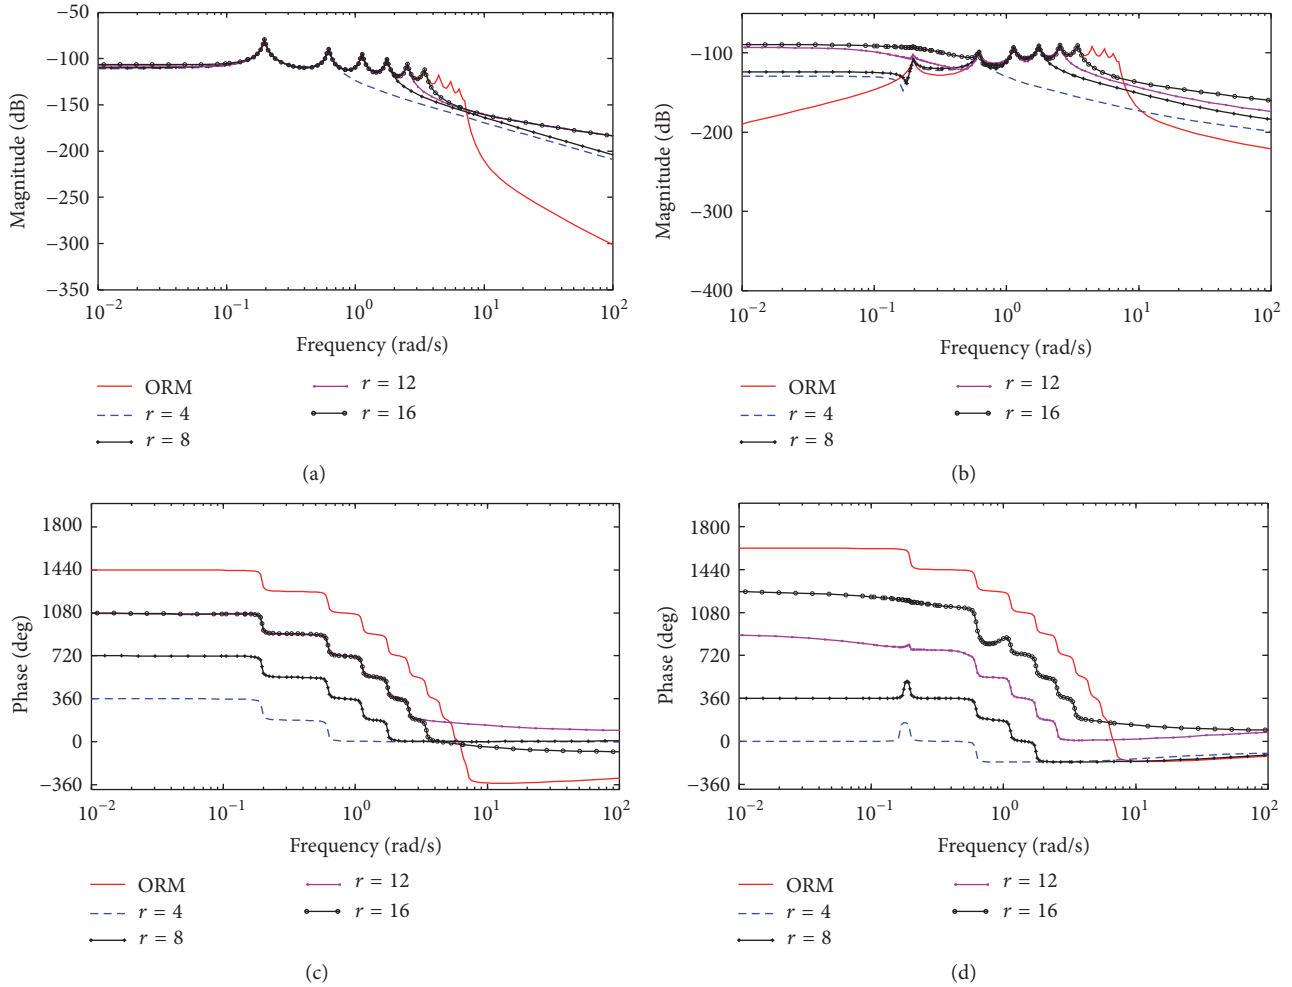 −50
−100
−150
−200
−250
−300
−350
Magnitude (dB)
10⁻² 10⁻¹ 10⁰ 10¹ 10²
Frequency (rad/s)
ORM
r = 4
r = 8
r = 12
r = 16
(a)
0
−100
−200
−300
−400
Magnitude (dB)
10⁻² 10⁻¹ 10⁰ 10¹ 10²
Frequency (rad/s)
ORM
r = 4
r = 8
r = 12
r = 16
(b)
1800
1440
1080
720
360
0
−360
Phase (deg)
10⁻² 10⁻¹ 10⁰ 10¹ 10²
Frequency (rad/s)
ORM
r = 4
r = 8
r = 12
r = 16
(c)
1800
1440
1080
720
360
0
−360
Phase (deg)
10⁻² 10⁻¹ 10⁰ 10¹ 10²
Frequency (rad/s)
ORM
r = 4
r = 8
r = 12
r = 16
(d)